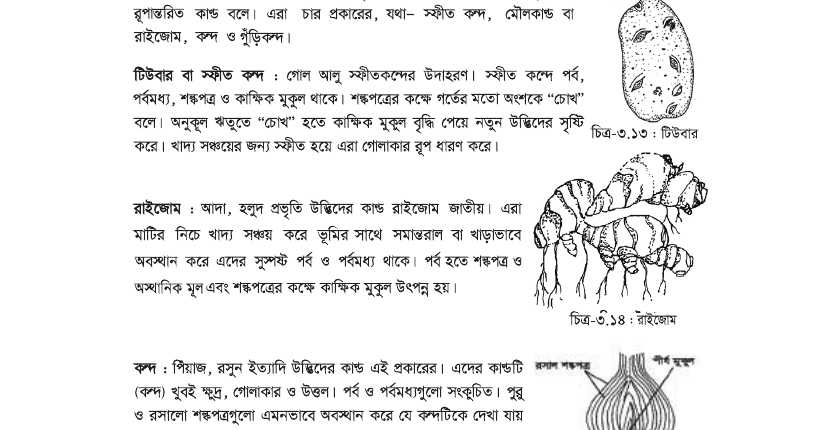 রূপান্তরিত কান্ড বলে। এরা চার প্রকারের, যথা– স্ফীত কন্দ, মৌলকান্ড বা
রাইজোম, কন্দ ও গুঁড়িকন্দ।
টিউবার বা স্ফীত কন্দ : গোল আলু স্ফীতকন্দের উদাহরণ। স্ফীত কন্দে পর্ব,
পর্বমধ্য, শল্কপত্র ও কাক্ষিক মুকুল থাকে। শল্কপত্রের কক্ষে গর্তের মতো অংশকে “চোখ”
বলে। অনুকূল ঋতুতে “চোখ” হতে কাক্ষিক মুকুল বৃদ্ধি পেয়ে নতুন উদ্ভিদের সৃষ্টি
করে। খাদ্য সঞ্চয়ের জন্য স্ফীত হয়ে এরা গোলাকার রূপ ধারণ করে।
চিত্র-৩.১৩ : টিউবার
রাইজোম : আদা, হলুদ প্রভৃতি উদ্ভিদের কান্ড রাইজোম জাতীয়। এরা
মাটির নিচে খাদ্য সঞ্চয় করে ভূমির সাথে সমান্তরাল বা খাড়াভাবে
অবস্থান করে এদের সুস্পষ্ট পর্ব ও পর্বমধ্য থাকে। পর্ব হতে শল্কপত্র ও
অস্থানিক মূল এবং শল্কপত্রের কক্ষে কাক্ষিক মুকুল উৎপন্ন হয়।
চিত্র-৩.১৪ : রাইজোম
কন্দ : পিঁয়াজ, রসুন ইত্যাদি উদ্ভিদের কান্ড এই প্রকারের। এদের কান্ডটি
(কন্দ) খুবই ক্ষুদ্র, গোলাকার ও উত্তল। পর্ব ও পর্বমধ্যগুলো সংকুচিত। পুরু
ও রসালো শল্কপত্রগুলো এমনভাবে অবস্থান করে যে কন্দটিকে দেখা যায়
রসাল শল্কপত্র
শীর্ষ মুকুল